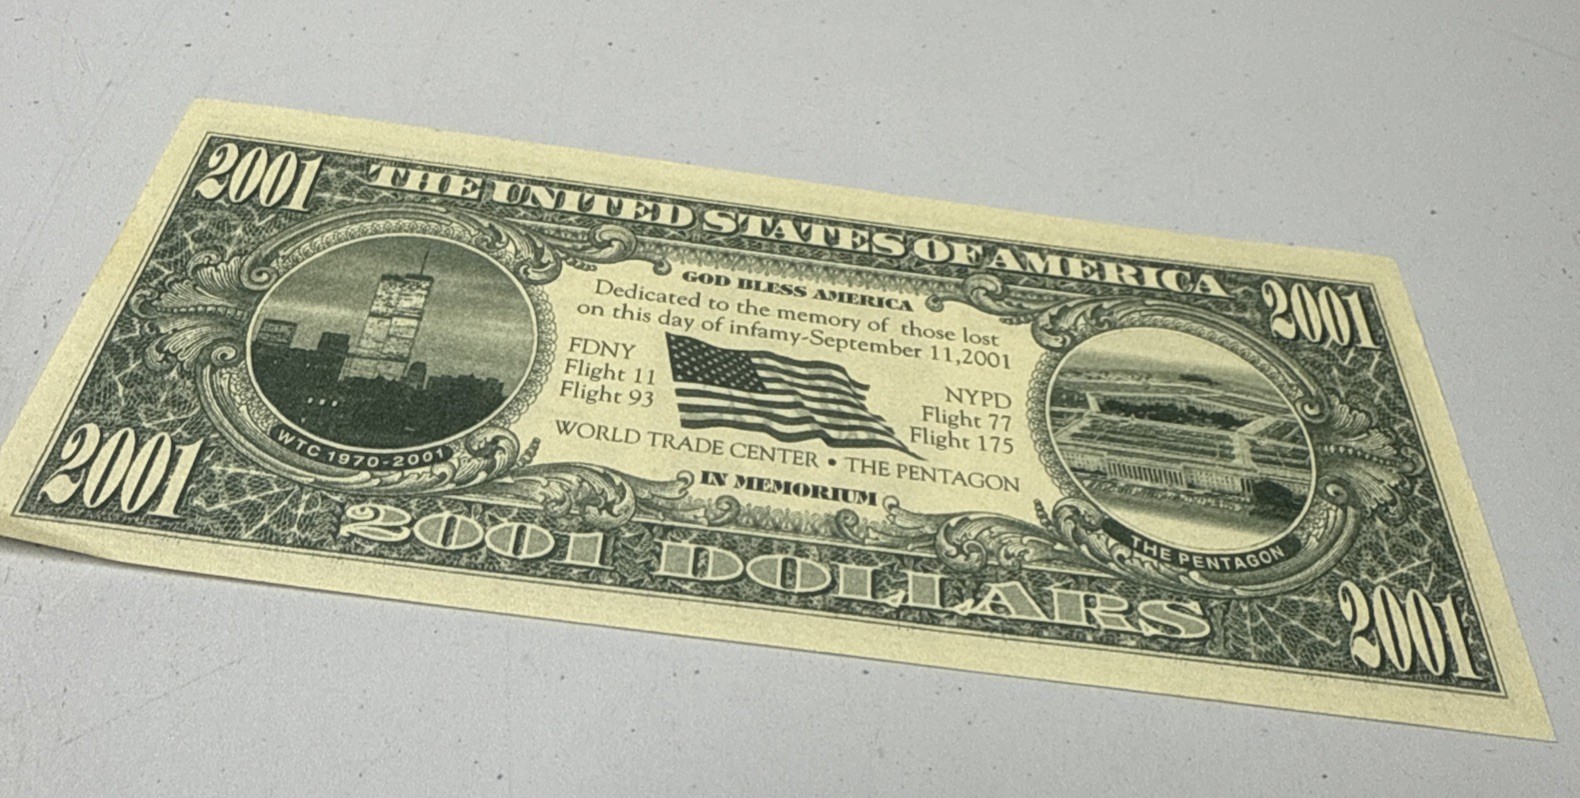 2001
THE UNITED STATES OF AMERICA
2001
GOD BLESS AMERICA
Dedicated to the memory of those lost
on this day of infamy-September 11,2001
FDNY
Flight 11
Flight 93
NYPD
Flight 77
Flight 175
WORLD TRADE CENTER • THE PENTAGON
IN MEMORIUM
WTC 1970-2001
THE PENTAGON
2001
2001 DOLLARS
2001